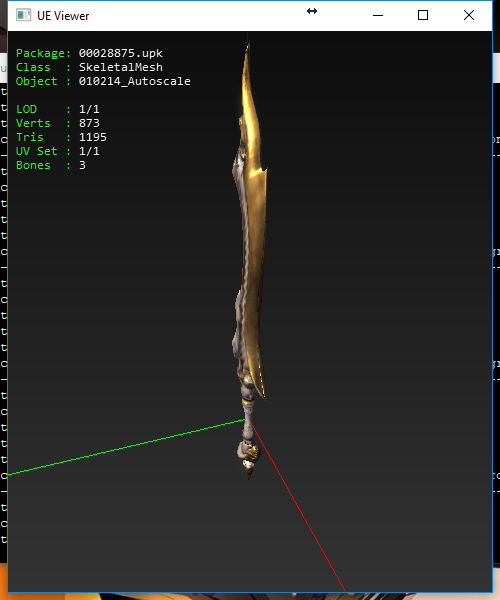 UE Viewer
Package: 00028875.upk
Class : SkeletalMesh
Object : 010214_Autoscale
LOD : 1/1
Verts : 873
Tris : 1195
UV Set : 1/1
Bones : 3